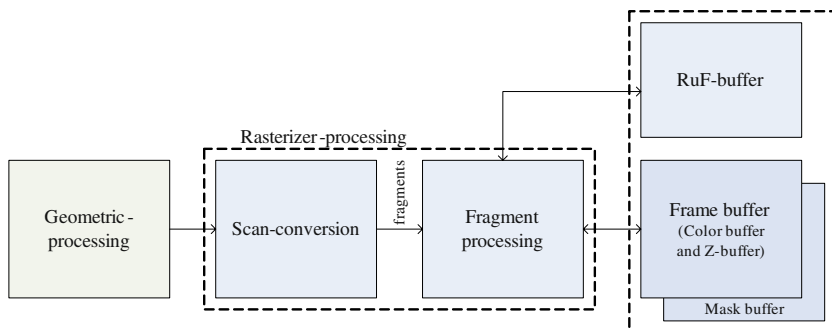 RuF-buffer
Rasterizer-processing
Geometric-
processing
Scan-conversion
fragments
Fragment
processing
Frame buffer
(Color buffer
and Z-buffer)
Mask buffer